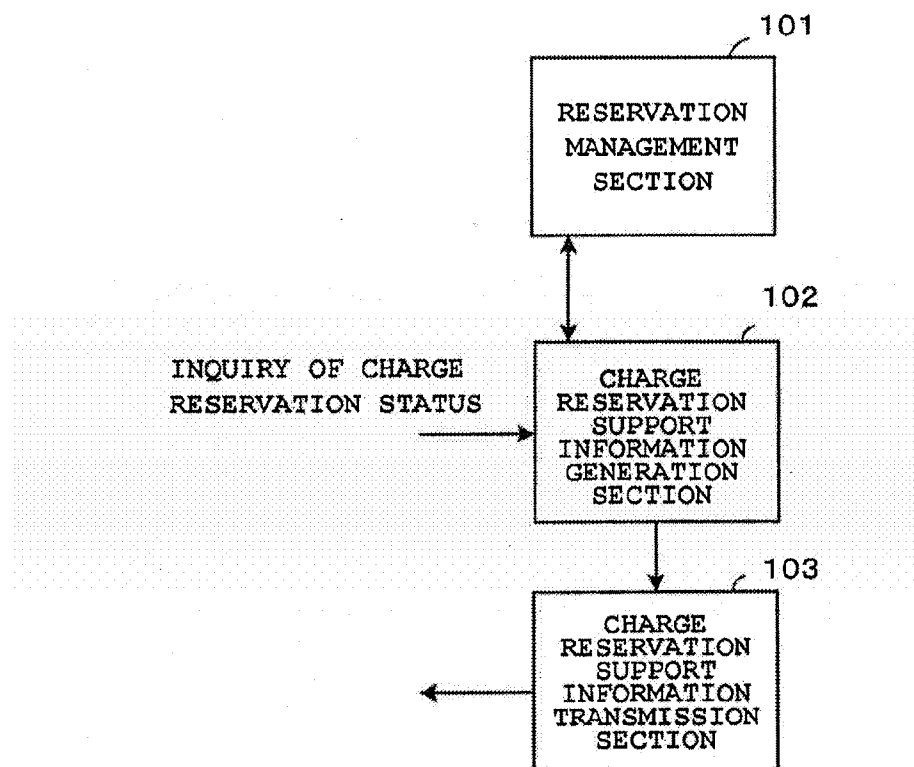 101
RESERVATION
MANAGEMENT
SECTION
102
INQUIRY OF CHARGE
RESERVATION STATUS
CHARGE
RESERVATION
SUPPORT
INFORMATION
GENERATION
SECTION
103
CHARGE
RESERVATION
SUPPORT
INFORMATION
TRANSMISSION
SECTION